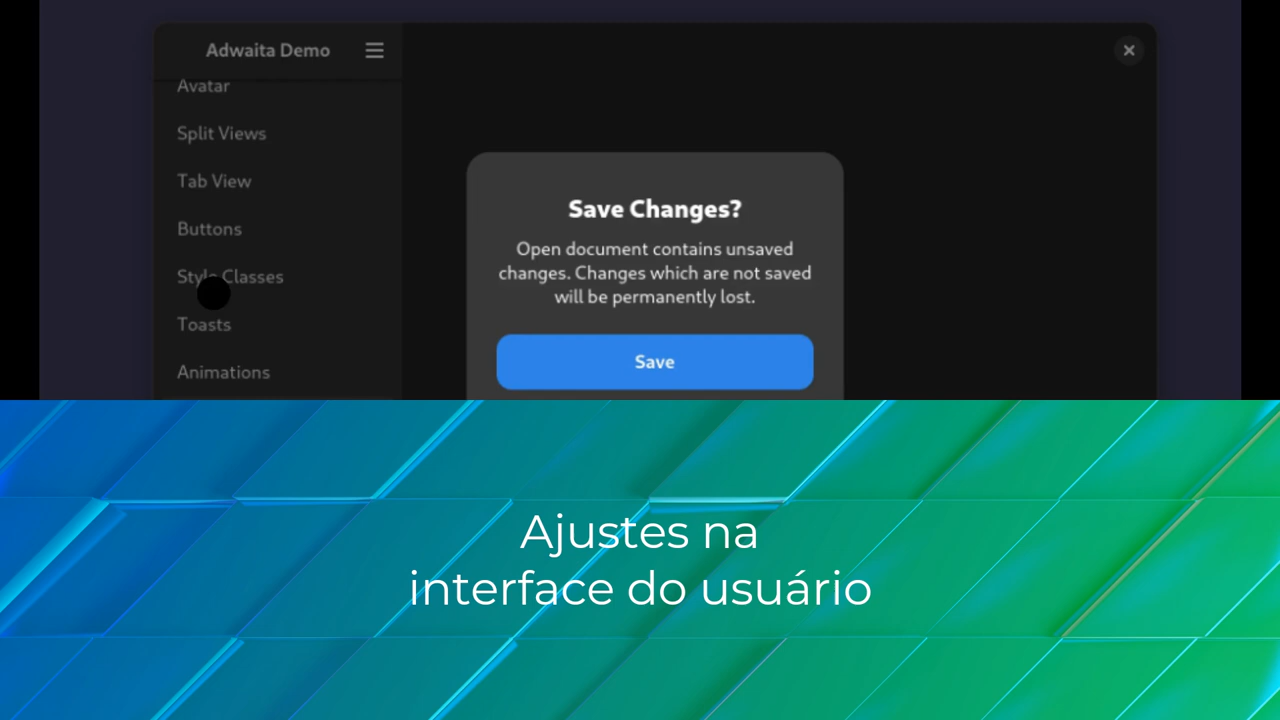 Adwaita Demo
Avatar
Split Views
Tab View
Buttons
Style Classes
Toasts
Animations
Save Changes?
Open document contains unsaved
changes. Changes which are not saved
will be permanently lost.
Save
Ajustes na
interface do usuário